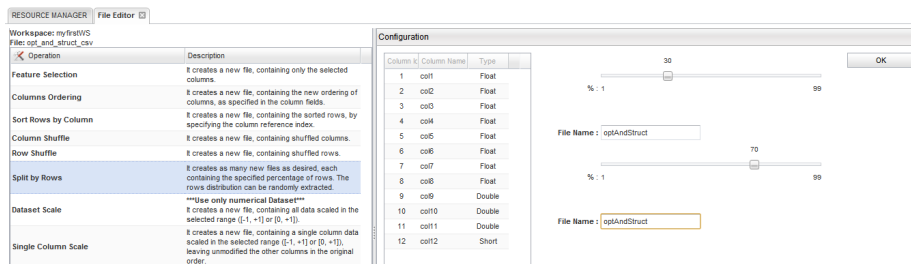 RESOURCE MANAGER File Editor
Workspace: myfirstWS
File: opt_and_struct_csv
Operation Description
Feature Selection It creates a new file, containing only the selected
columns.
Columns Ordering It creates a new file, containing the new ordering of
columns, as specified in the column fields.
Sort Rows by Column It creates a new file, containing the sorted rows, by
specifying the column reference index.
Column Shuffle It creates a new file, containing shuffled columns.
Row Shuffle It creates a new file, containing shuffled rows.
Split by Rows It creates as many new files as desired, each
containing the specified percentage of rows. The
rows distribution can be randomly extracted.
Dataset Scale ***Use only numerical Dataset***
It creates a new file, containing all data scaled in the
selected range ([-1, +1] or [0, +1]).
Single Column Scale It creates a new file, containing a single column data
scaled in the selected range ([-1, +1] or [0, +1]),
leaving unmodified the other columns in the original
order.
Configuration
Column Ic Column Name Type
1 col1 Float
2 col2 Float
3 col3 Float
4 col4 Float
5 col5 Float
6 col6 Float
7 col7 Float
8 col8 Float
9 col9 Double
10 col10 Double
11 col11 Double
12 col12 Short
30
% : 1 99
File Name : optAndStruct
70
% : 1 99
File Name : optAndStruct
OK